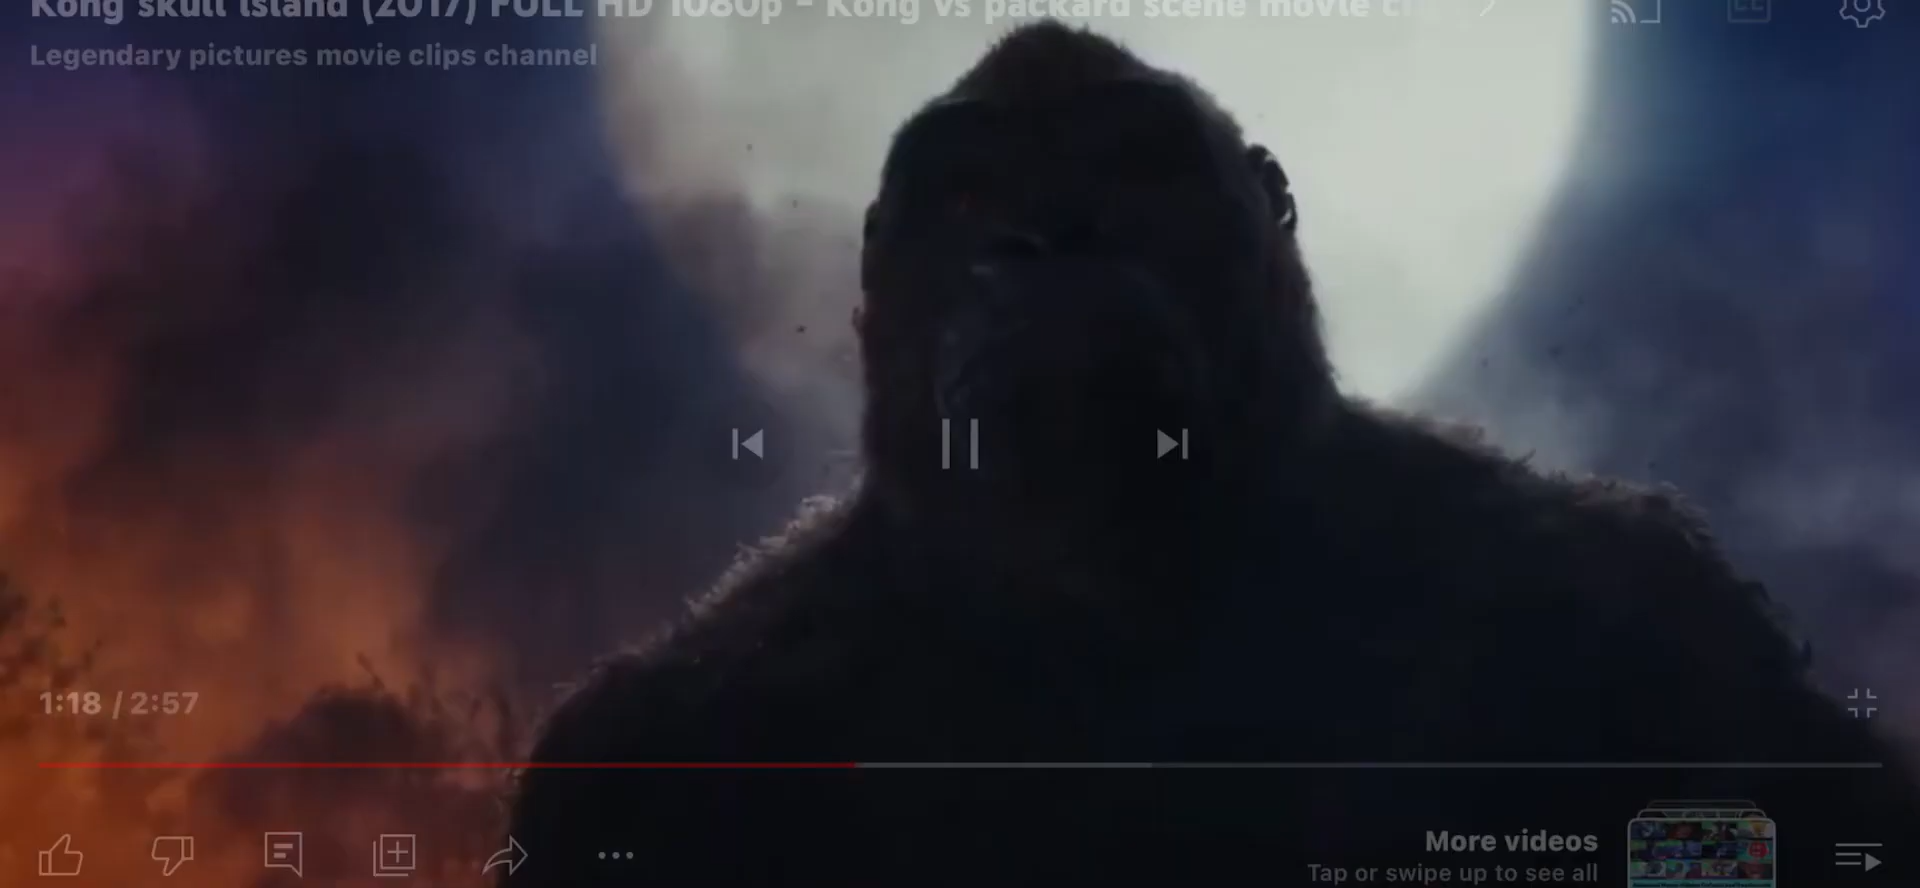 Kong skull Island (2017) FULL HD 1080p - Kong vs packard scene movie
Legendary pictures movie clips channel
1:18 / 2:57
More videos
Tap or swipe up to see all